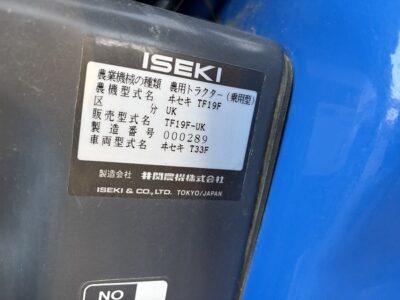 ISEKI
農業機械の種類 農用トラクター(乗用型)
農機型式名 ヰセキ TF19F
区分 UK
販売型式名 TF19F-UK
製造番号 000289
車両型式名 ヰセキ T33F
製造会社 井関農機株式会社
ISEKI & CO., LTD. TOKYO/JAPAN
NO